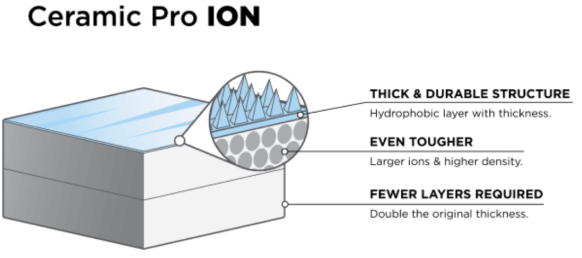 Ceramic Pro ION
THICK & DURABLE STRUCTURE
Hydrophobic layer with thickness.
EVEN TOUGHER
Larger ions & higher density.
FEWER LAYERS REQUIRED
Double the original thickness.